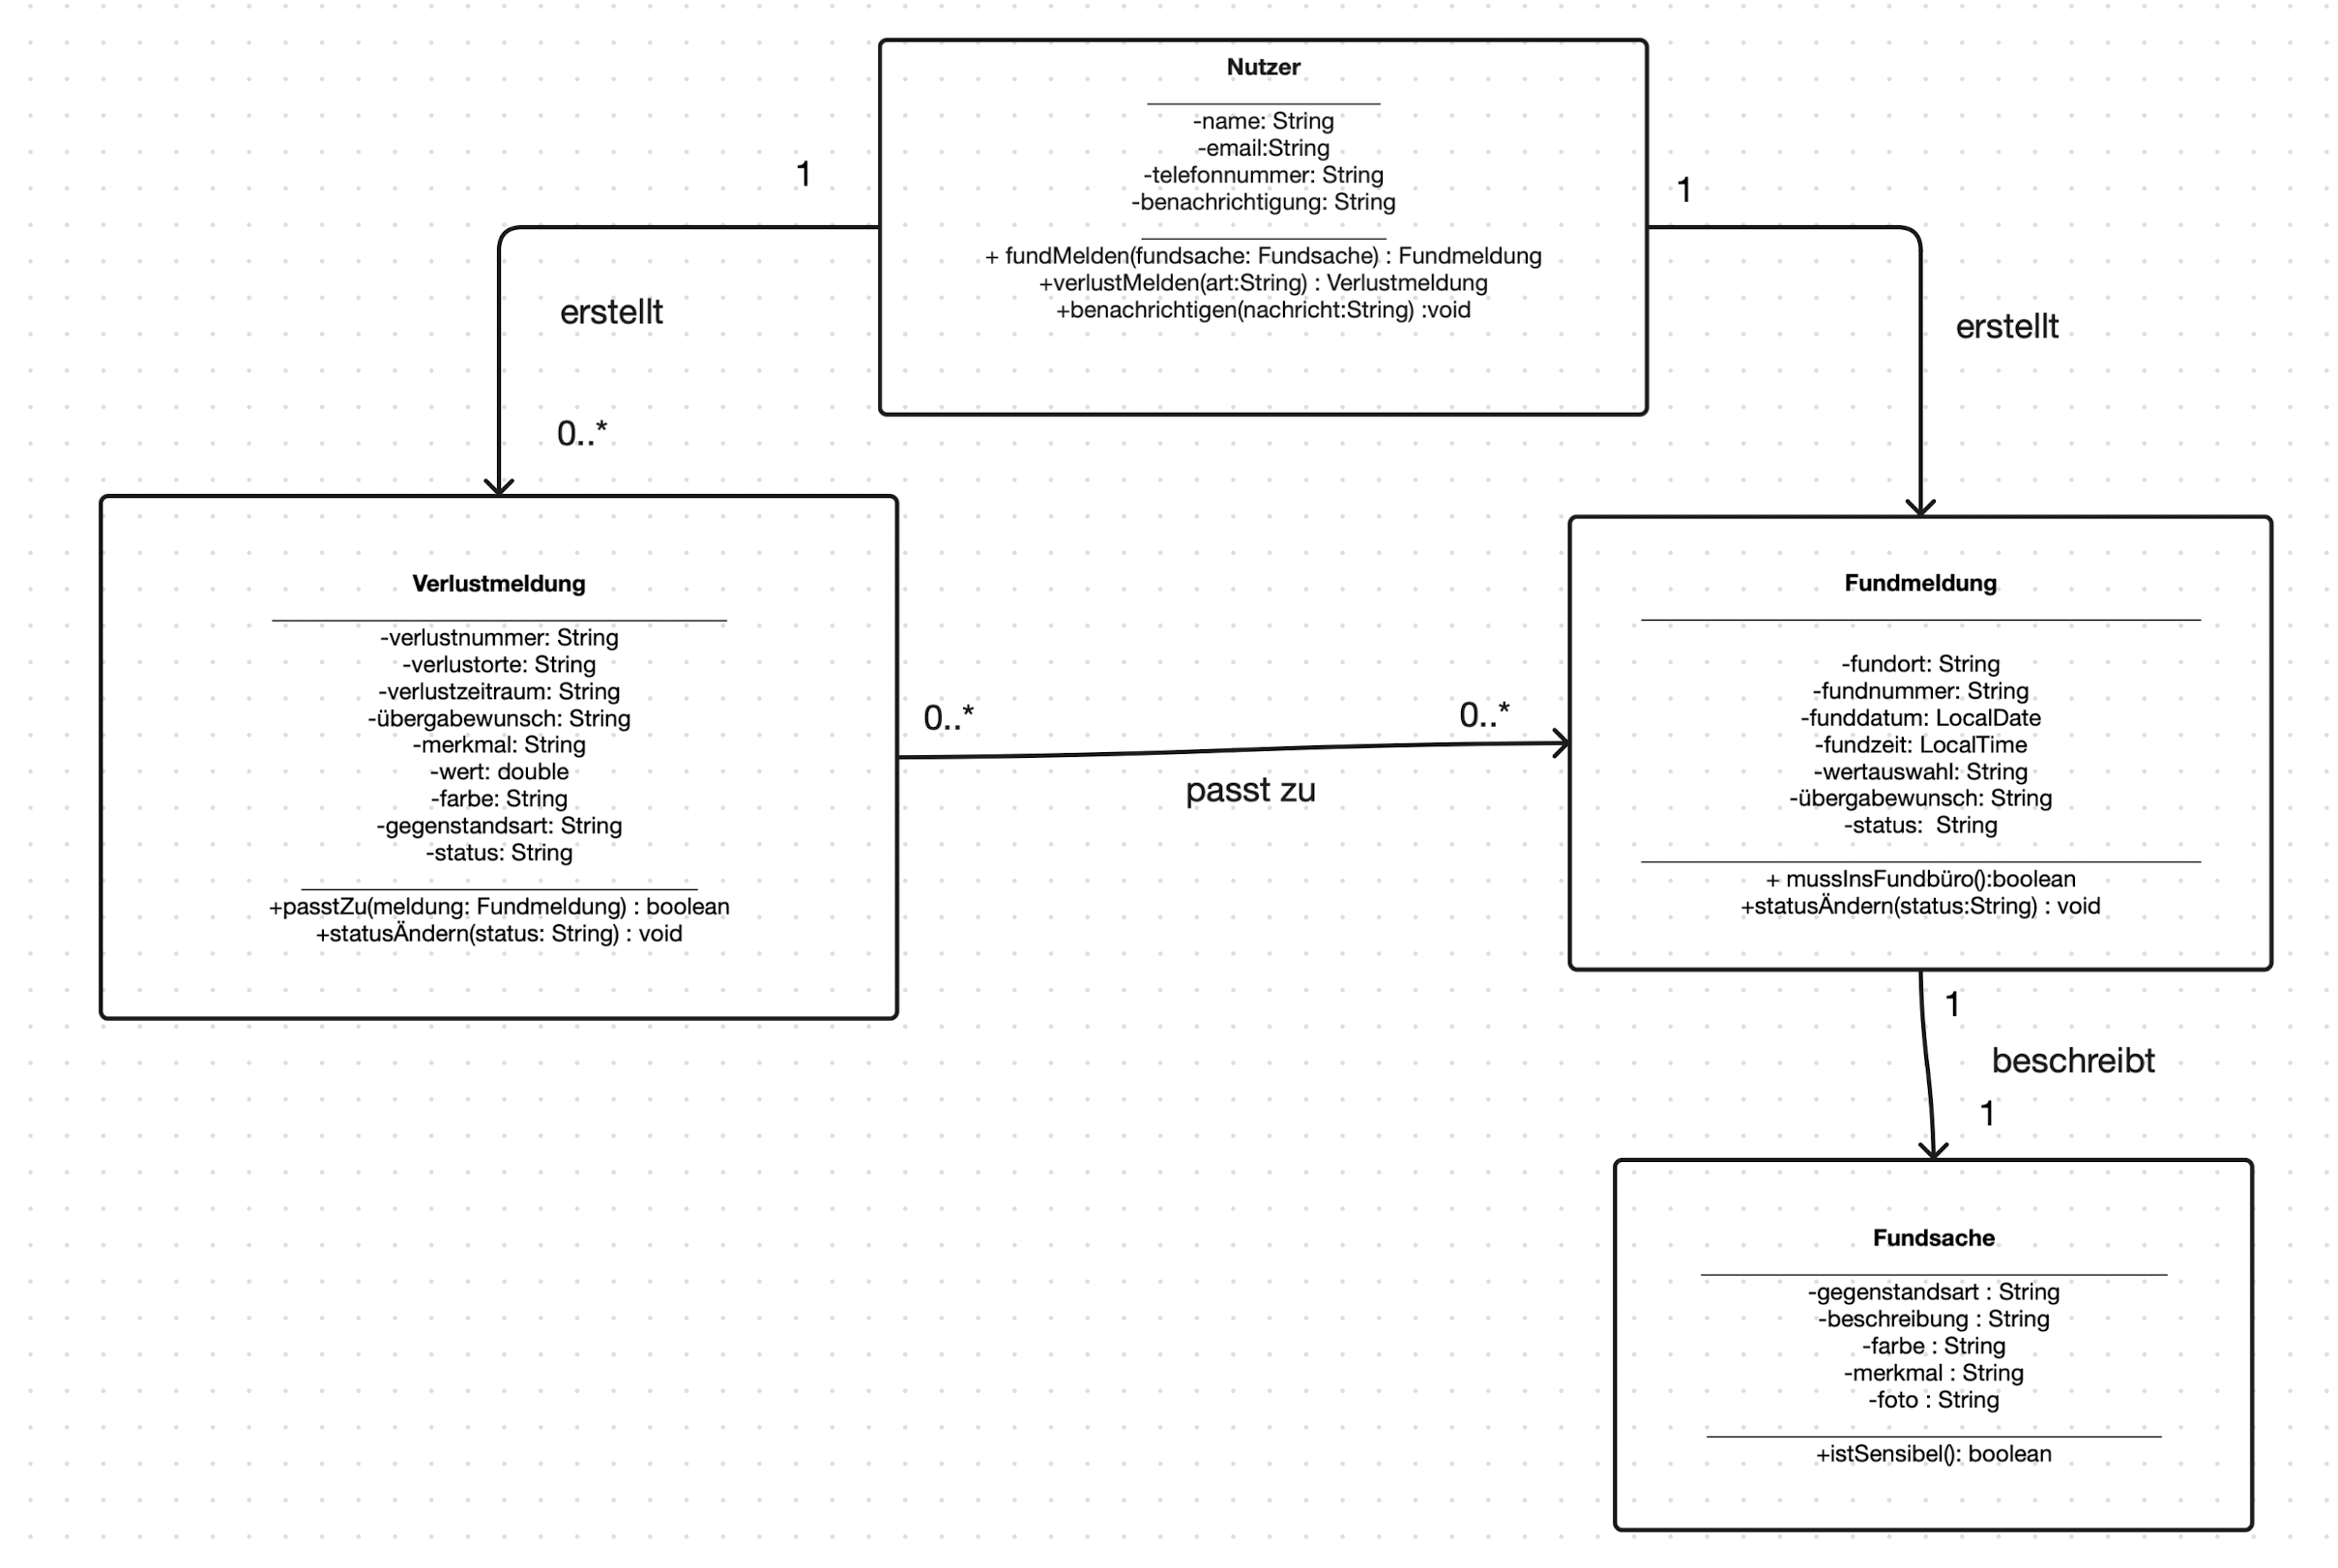 Nutzer
-name: String
-email:String
-telefonnummer: String
-benachrichtigung: String
+ fundMelden(fundsache: Fundsache) : Fundmeldung
+verlustMelden(art:String) : Verlustmeldung
+benachrichtigen(nachricht:String) :void
1
erstellt
0..*
1
erstellt
Verlustmeldung
-verlustnummer: String
-verlustorte: String
-verlustzeitraum: String
-übergabewunsch: String
-merkmal: String
-wert: double
-farbe: String
-gegenstandsart: String
-status: String
+passtZu(meldung: Fundmeldung) : boolean
+statusÄndern(status: String) : void
0..*
0..*
passt zu
Fundmeldung
-fundort: String
-fundnummer: String
-funddatum: LocalDate
-fundzeit: LocalTime
-wertauswahl: String
-übergabewunsch: String
-status:  String
+ mussInsFundbüro():boolean
+statusÄndern(status:String) : void
1
beschreibt
1
Fundsache
-gegenstandsart : String
-beschreibung : String
-farbe : String
-merkmal : String
-foto : String
+istSensibel(): boolean